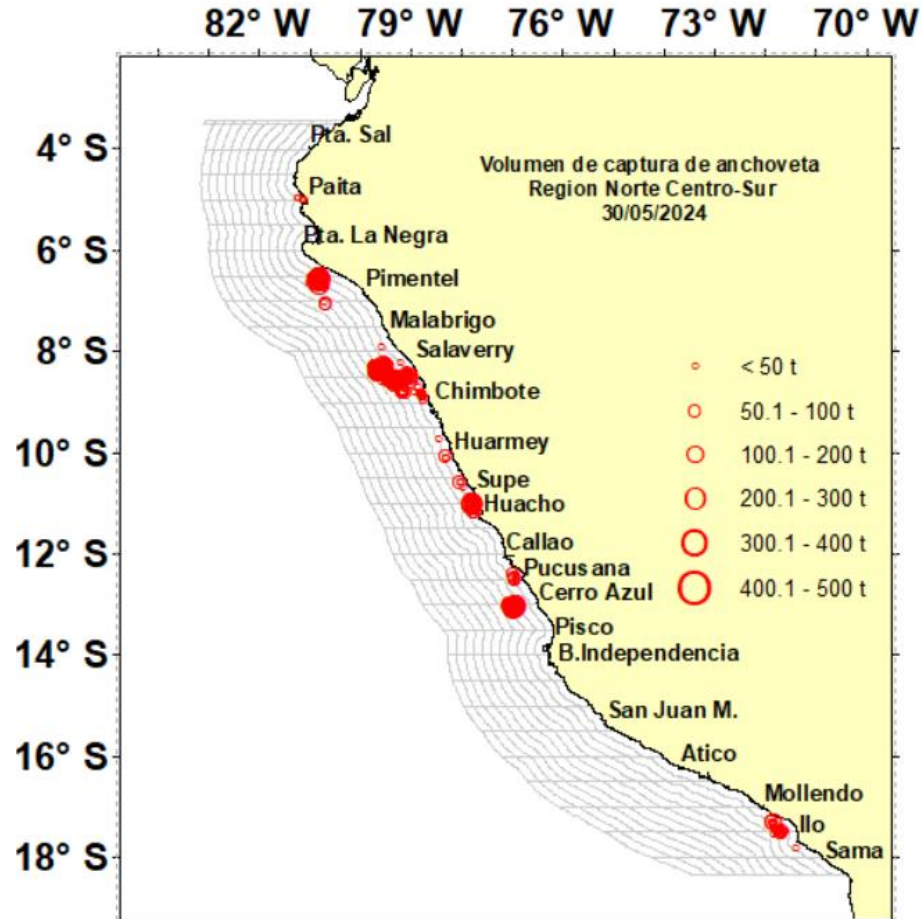 82° W 79° W 76° W 73° W 70° W
4° S
6° S
8° S
10° S
12° S
14° S
16° S
18° S
Volumen de captura de anchoveta
Region Norte Centro-Sur
30/05/2024
Pta. Sal
Paita
Pta. La Negra
Pimentel
Malabrigo
Salaverry
Chimbote
Huarmey
Supe
Huacho
Callao
Pucusana
Cerro Azul
Pisco
B.Independencia
San Juan M.
Atico
Mollendo
Ilo
Sama
< 50 t
50.1 - 100 t
100.1 - 200 t
200.1 - 300 t
300.1 - 400 t
400.1 - 500 t